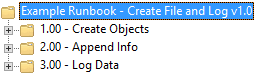 Example Runbook - Create File and Log v1.0
1.00 - Create Objects
2.00 - Append Info
3.00 - Log Data